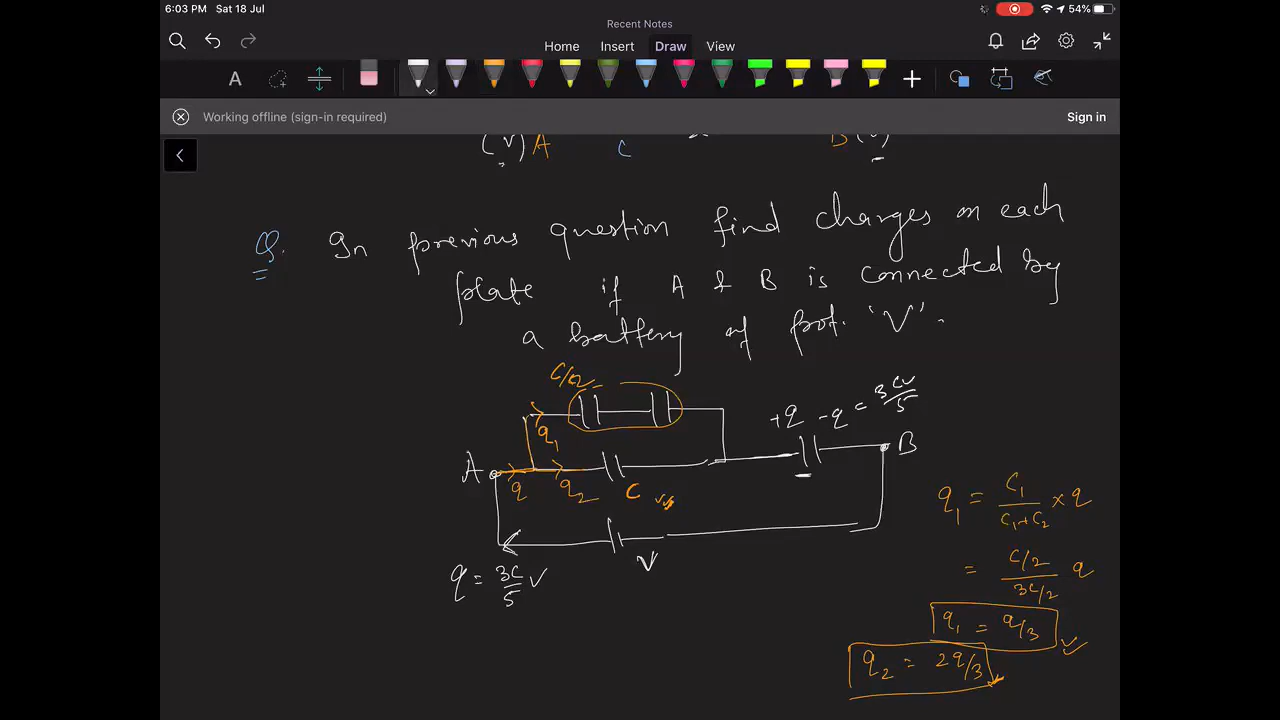 6:03 PM Sat 18 Jul
54%
Recent Notes
Home Insert Draw View
A
Working offline (sign-in required)
Sign in
(V) A C B (V)
Q. In previous question find charges on each
plate if A & B is connected by
a battery of pot. 'V'.
C/2
+q -q = 3CV/5
q1
A
B
q q2 C
V
q = 3C/5 V
q1 = C1/(C1+C2) × q
= (C/2)/(3C/2) q
q1 = q/3
q2 = 2q/3